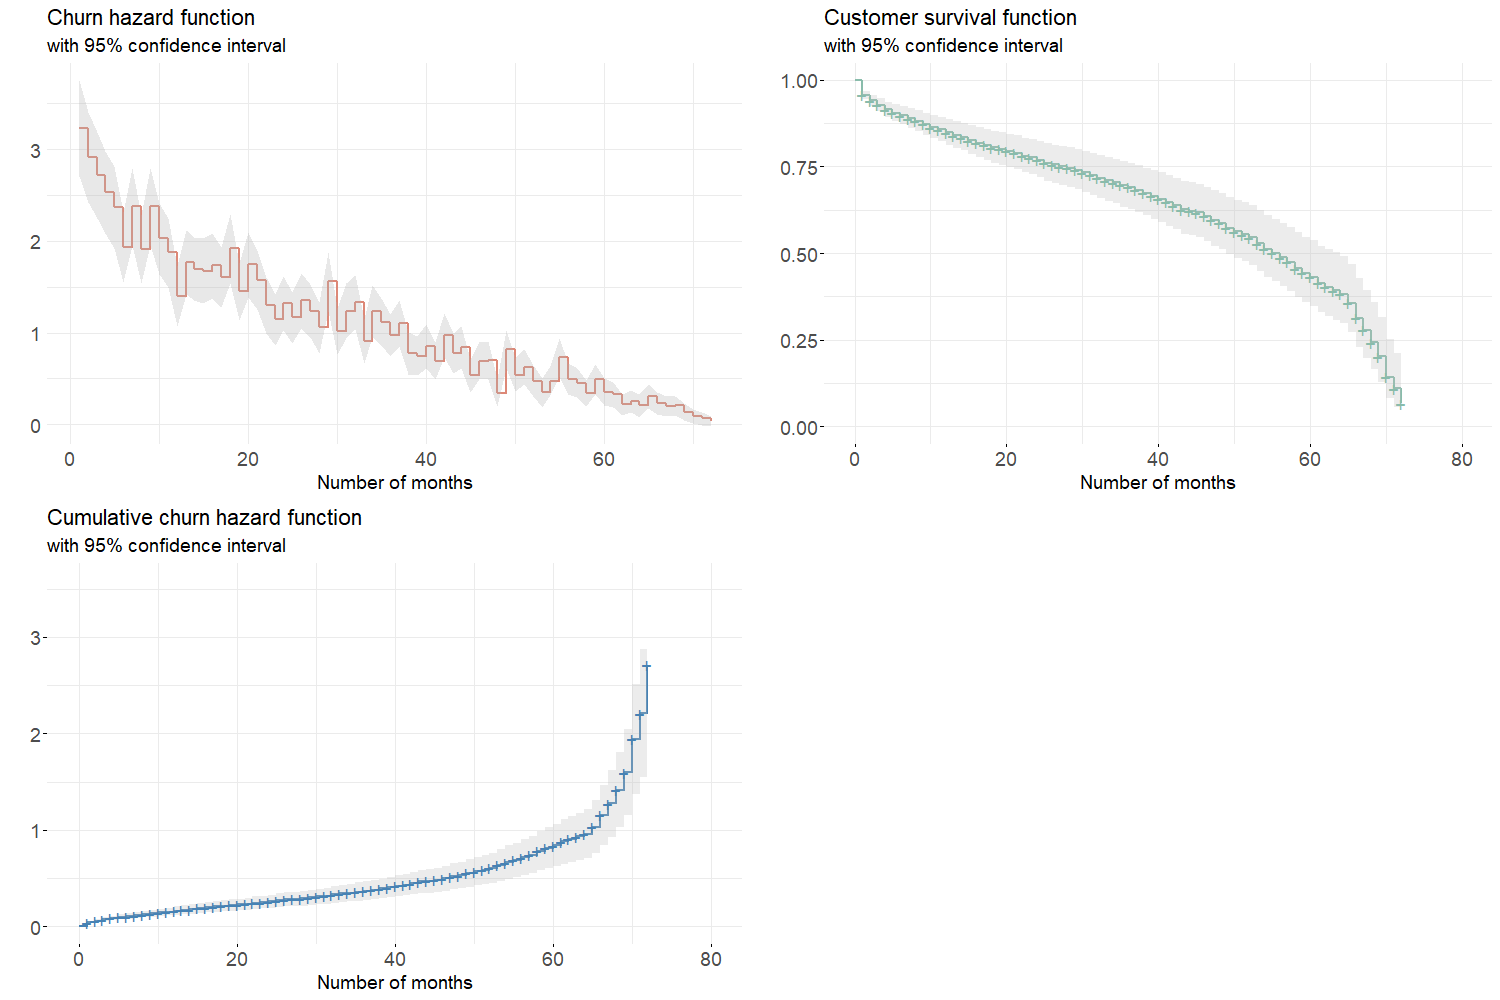 Churn hazard function
with 95% confidence interval
3
2
1
0
0 20 40 60
Number of months
Customer survival function
with 95% confidence interval
1.00
0.75
0.50
0.25
0.00
0 20 40 60 80
Number of months
Cumulative churn hazard function
with 95% confidence interval
3
2
1
0
0 20 40 60 80
Number of months